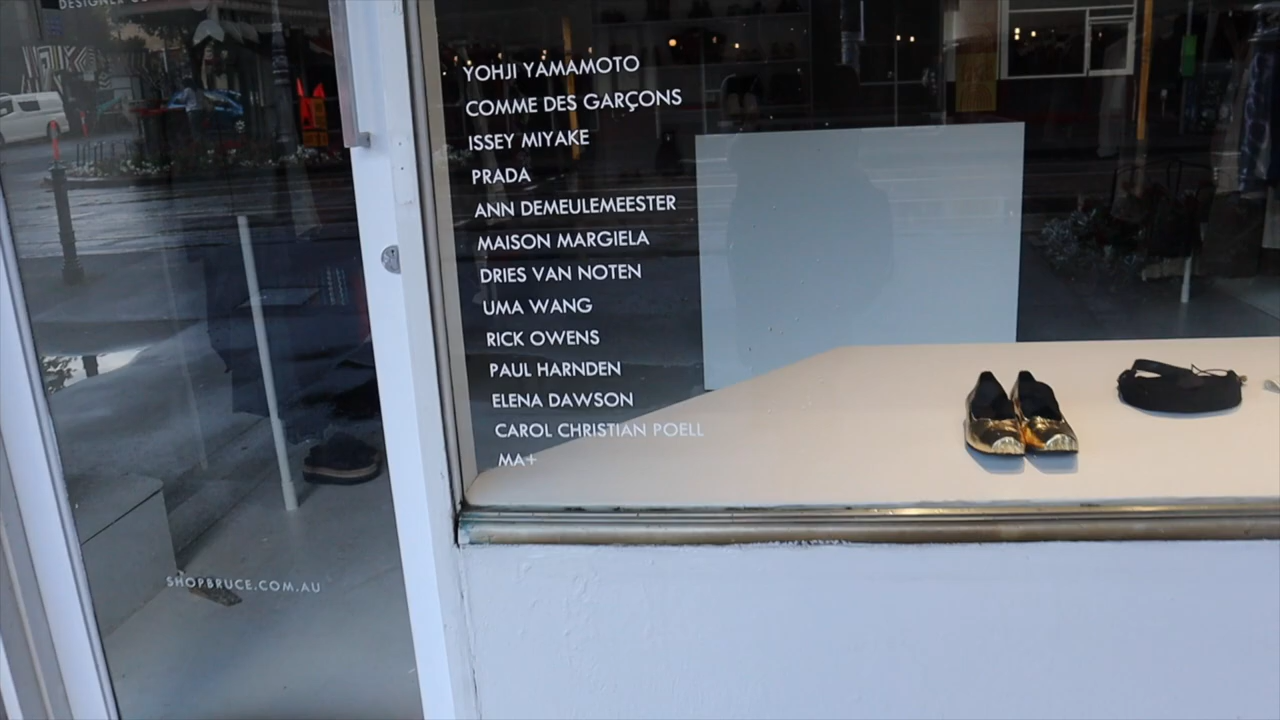 DESIGNER
YOHJI YAMAMOTO
COMME DES GARÇONS
ISSEY MIYAKE
PRADA
ANN DEMEULEMEESTER
MAISON MARGIELA
DRIES VAN NOTEN
UMA WANG
RICK OWENS
PAUL HARNDEN
ELENA DAWSON
CAROL CHRISTIAN POELL
MA+
SHOPBRUCE.COM.AU